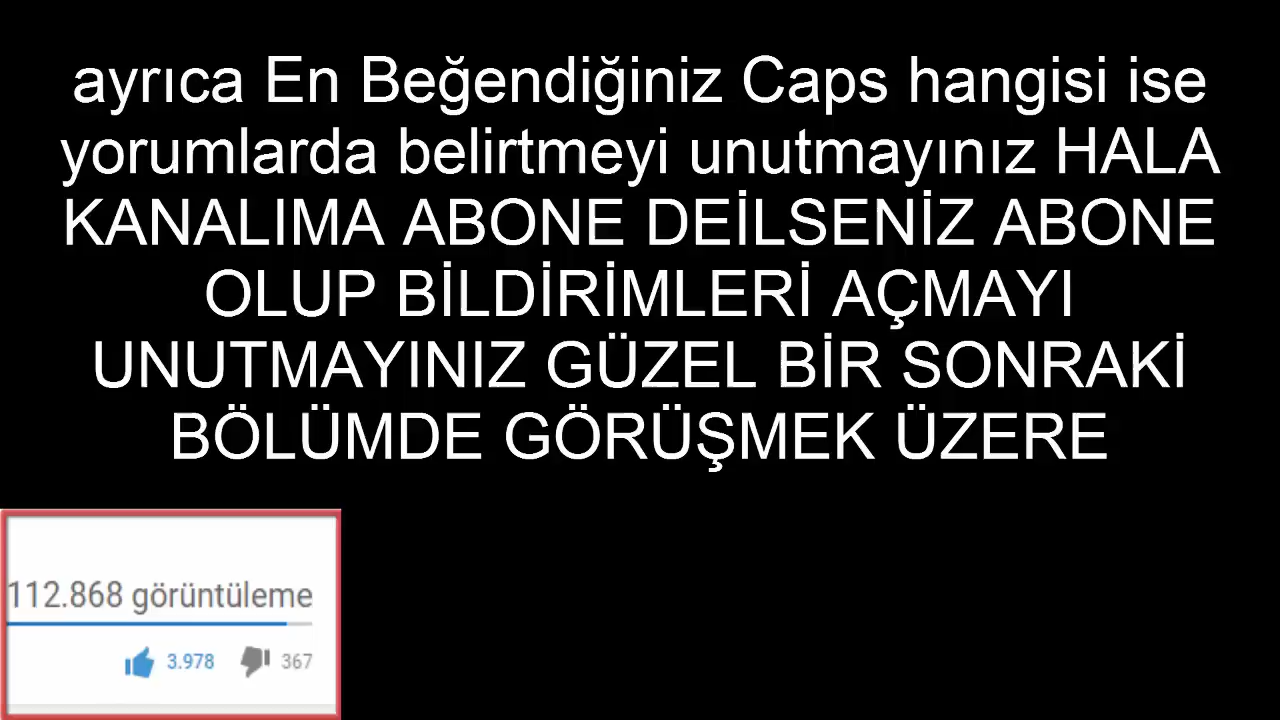 ayrıca En Beğendiğiniz Caps hangisi ise
yorumlarda belirtmeyi unutmayınız HALA
KANALIMA ABONE DEİLSENİZ ABONE
OLUP BİLDİRİMLERİ AÇMAYI
UNUTMAYINIZ GÜZEL BİR SONRAKİ
BÖLÜMDE GÖRÜŞMEK ÜZERE
112.868 görüntüleme
3.978 367